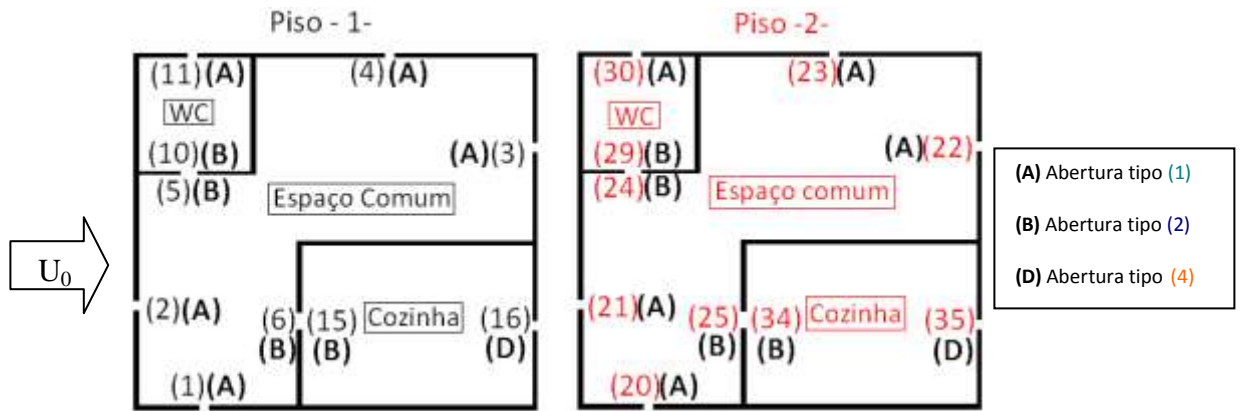 Piso - 1-
(11)(A)
(4)(A)
WC
(10)(B)
(A)(3)
(5)(B)
Espaço Comum
U0
(2)(A)
(6)
(B)
(15)
(B)
Cozinha
(16)
(D)
(1)(A)
Piso -2-
(30)(A)
(23)(A)
WC
(29)(B)
(A)(22)
(24)(B)
Espaço comum
(21)(A)
(25)
(B)
(34)
(B)
Cozinha
(35)
(D)
(20)(A)
(A) Abertura tipo (1)
(B) Abertura tipo (2)
(D) Abertura tipo (4)